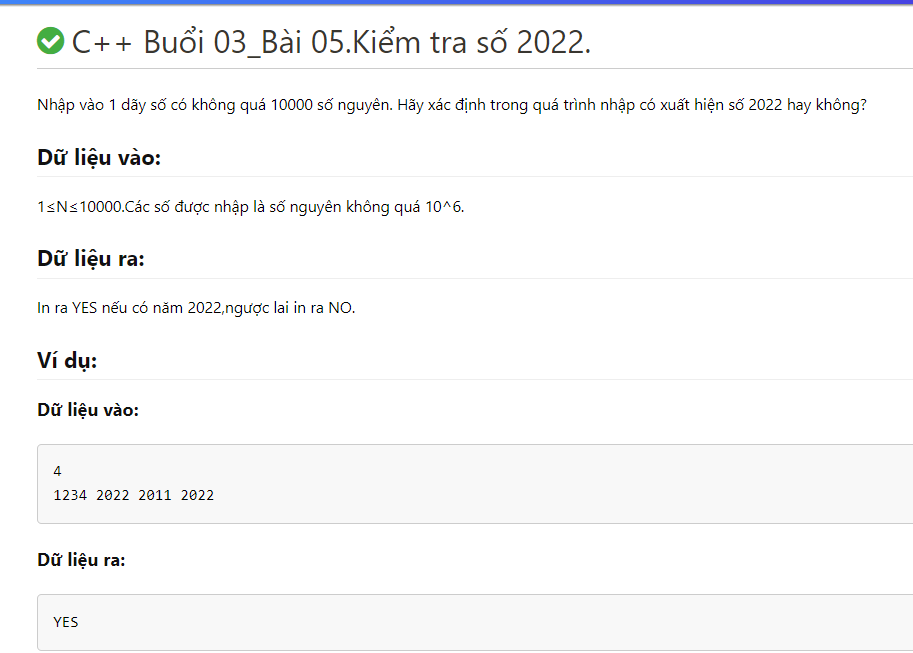 C++ Buổi 03_Bài 05.Kiểm tra số 2022.
Nhập vào 1 dãy số có không quá 10000 số nguyên. Hãy xác định trong quá trình nhập có xuất hiện số 2022 hay không?
Dữ liệu vào:
1≤N≤10000.Các số được nhập là số nguyên không quá 10^6.
Dữ liệu ra:
In ra YES nếu có năm 2022,ngược lai in ra NO.
Ví dụ:
Dữ liệu vào:
4
1234 2022 2011 2022
Dữ liệu ra:
YES